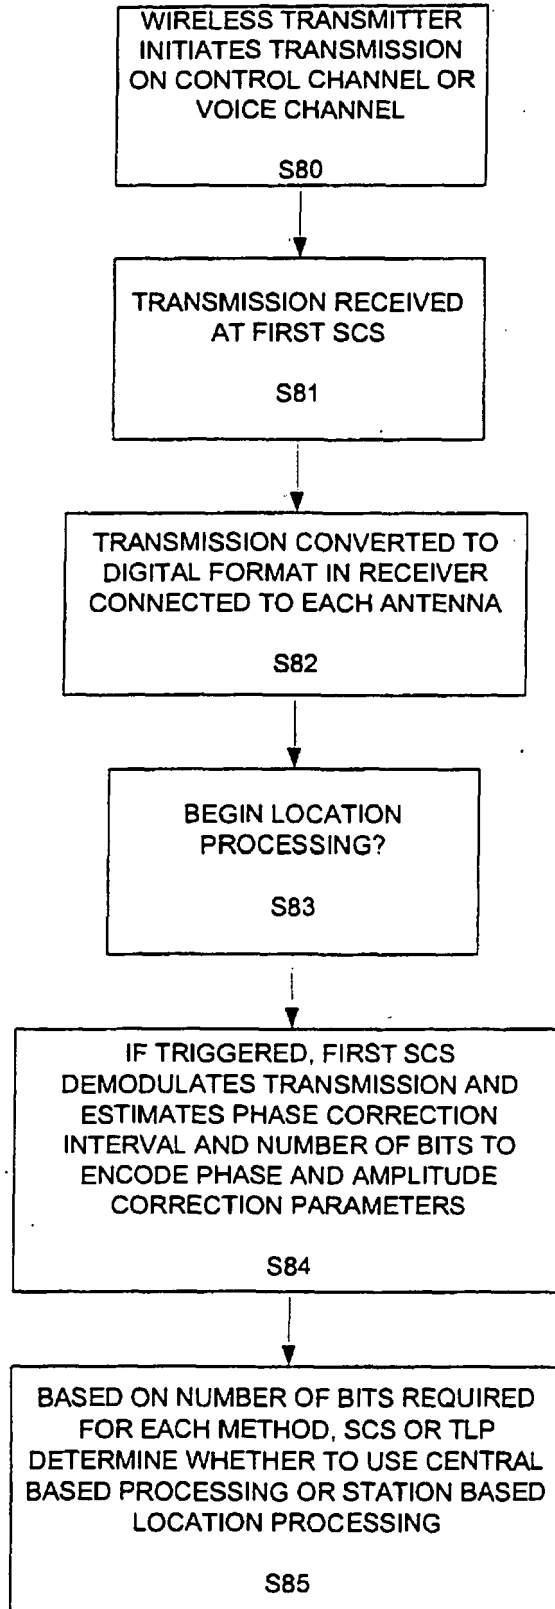 WIRELESS TRANSMITTER
INITIATES TRANSMISSION
ON CONTROL CHANNEL OR
VOICE CHANNEL
S80
TRANSMISSION RECEIVED
AT FIRST SCS
S81
TRANSMISSION CONVERTED TO
DIGITAL FORMAT IN RECEIVER
CONNECTED TO EACH ANTENNA
S82
BEGIN LOCATION
PROCESSING?
S83
IF TRIGGERED, FIRST SCS
DEMODULATES TRANSMISSION AND
ESTIMATES PHASE CORRECTION
INTERVAL AND NUMBER OF BITS TO
ENCODE PHASE AND AMPLITUDE
CORRECTION PARAMETERS
S84
BASED ON NUMBER OF BITS REQUIRED
FOR EACH METHOD, SCS OR TLP
DETERMINE WHETHER TO USE CENTRAL
BASED PROCESSING OR STATION BASED
LOCATION PROCESSING
S85